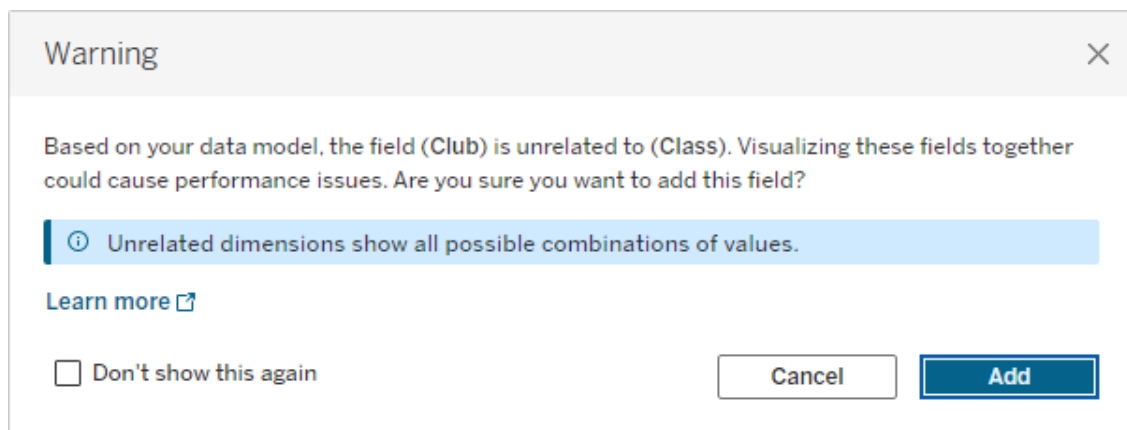 Warning
Based on your data model, the field (Club) is unrelated to (Class). Visualizing these fields together
could cause performance issues. Are you sure you want to add this field?
Unrelated dimensions show all possible combinations of values.
Learn more
Don't show this again
Cancel
Add